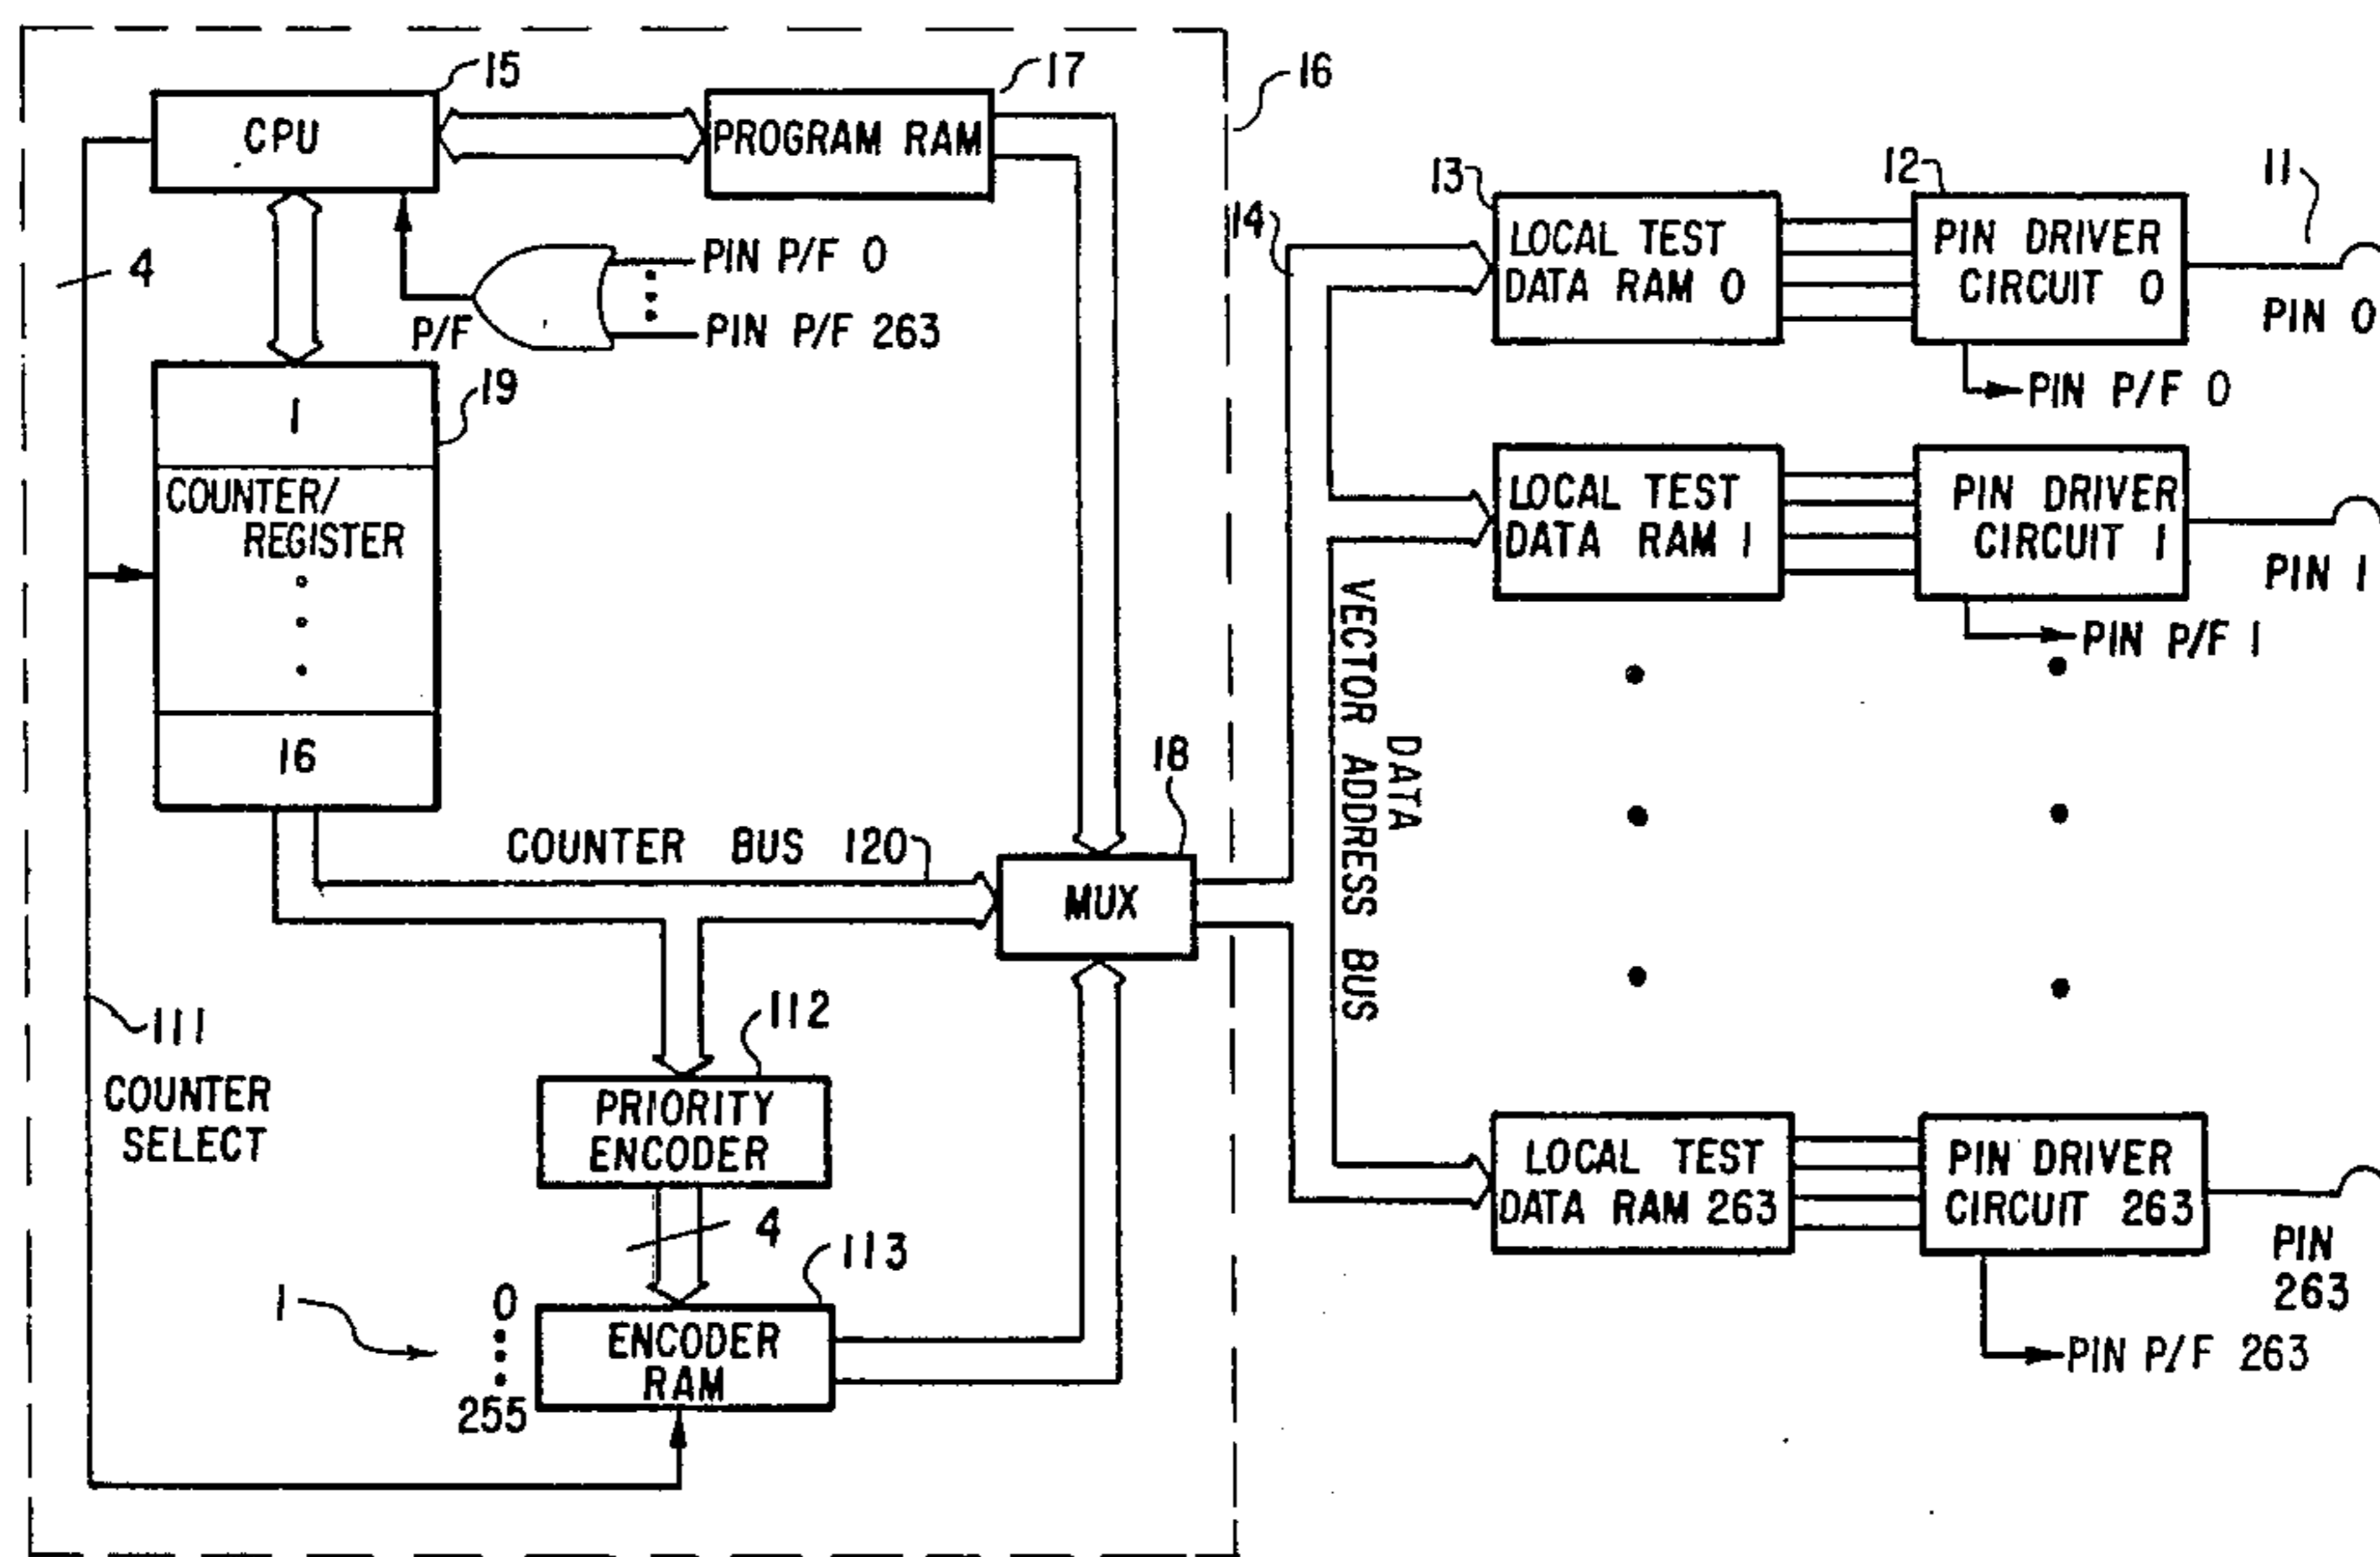 15
CPU
17
PROGRAM RAM
16
4
PIN P/F 0
P/F
PIN P/F 263
19
1
COUNTER/
REGISTER
16
COUNTER BUS 120
18
MUX
111
COUNTER
SELECT
112
PRIORITY
ENCODER
4
113
1
0
255
ENCODER
RAM
14
DATA
VECTOR ADDRESS BUS
13
LOCAL TEST
DATA RAM 0
12
PIN DRIVER
CIRCUIT 0
11
PIN 0
PIN P/F 0
LOCAL TEST
DATA RAM 1
PIN DRIVER
CIRCUIT 1
PIN 1
PIN P/F 1
LOCAL TEST
DATA RAM 263
PIN DRIVER
CIRCUIT 263
PIN
263
PIN P/F 263